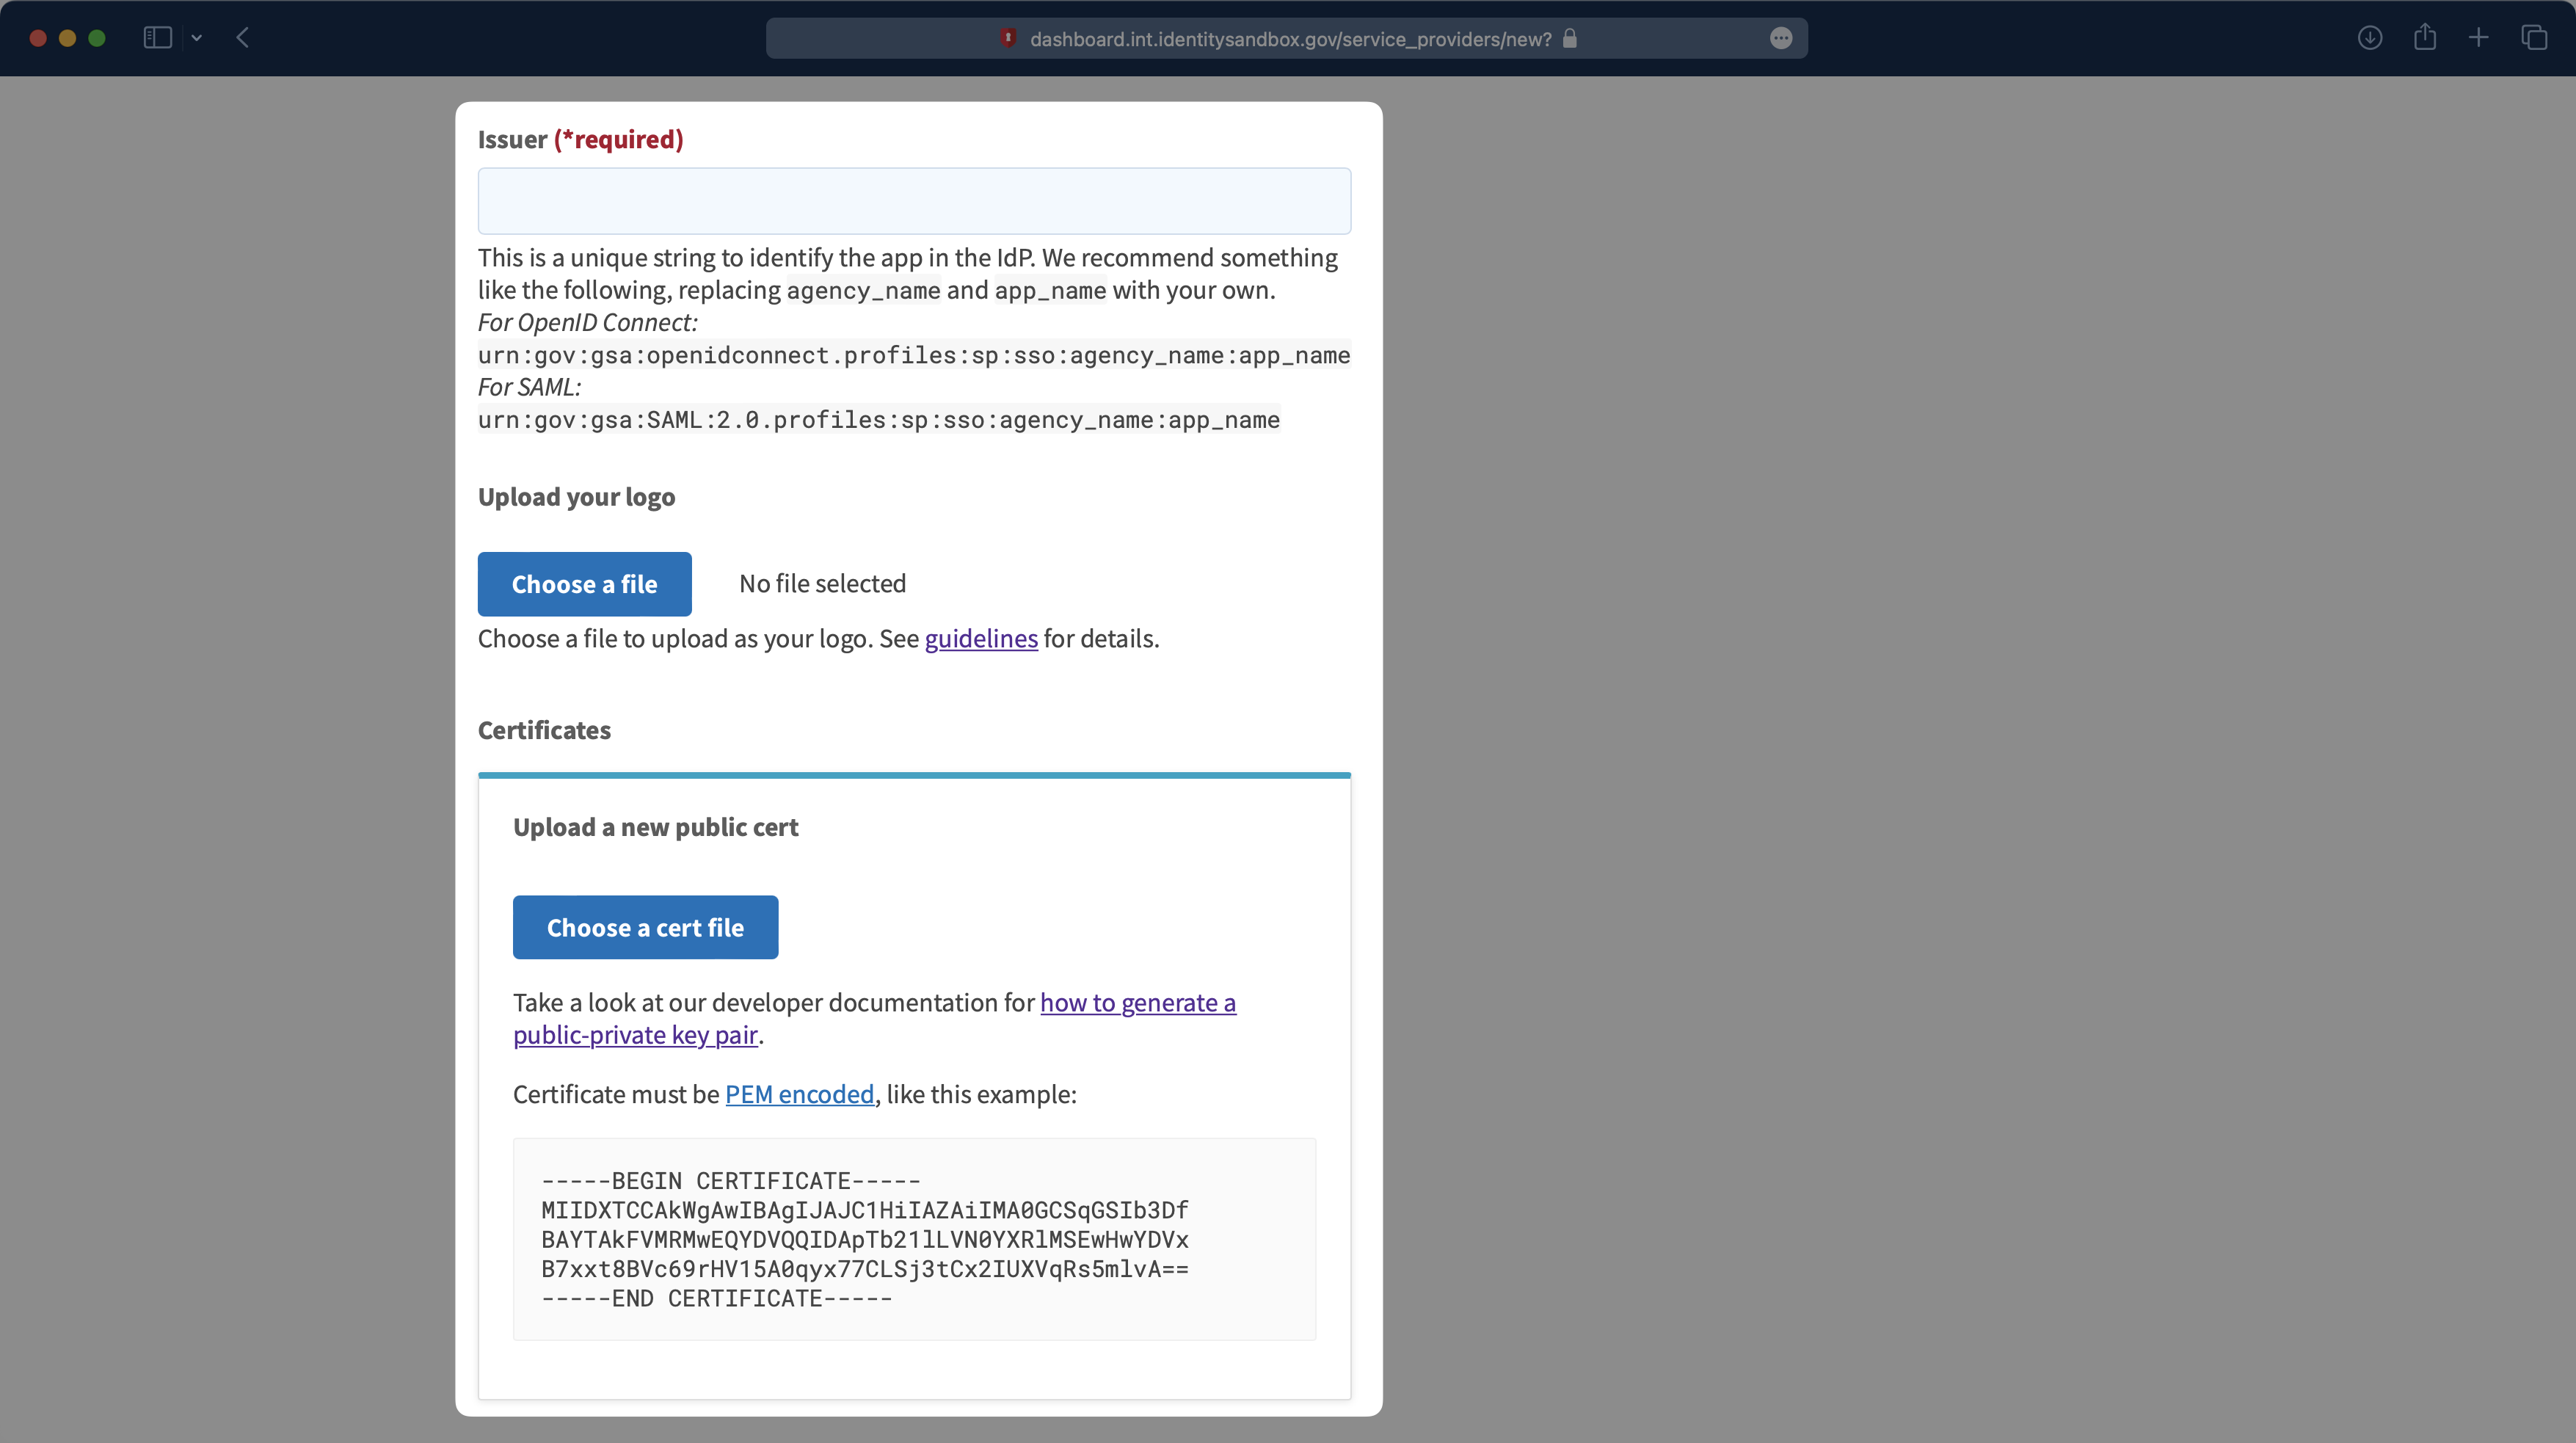 dashboard.int.identitysandbox.gov/service_providers/new?
Issuer (*required)
This is a unique string to identify the app in the IdP. We recommend something
like the following, replacing agency_name and app_name with your own.
For OpenID Connect:
urn:gov:gsa:openidconnect.profiles:sp:sso:agency_name:app_name
For SAML:
urn:gov:gsa:SAML:2.0.profiles:sp:sso:agency_name:app_name
Upload your logo
Choose a file No file selected
Choose a file to upload as your logo. See guidelines for details.
Certificates
Upload a new public cert
Choose a cert file
Take a look at our developer documentation for how to generate a
public-private key pair.
Certificate must be PEM encoded, like this example:
-----BEGIN CERTIFICATE-----
MIIDXTCCAkWgAwIBAgIJAJC1HiIAZAiIMA0GCSqGSIb3Df
BAYTAkFVMRMwEQYDVQQIDApTb21lLVN0YXRlMSEwHwYDVx
B7xxt8BVc69rHV15A0qyx77CLSj3tCx2IUXVqRs5mlvA==
-----END CERTIFICATE-----